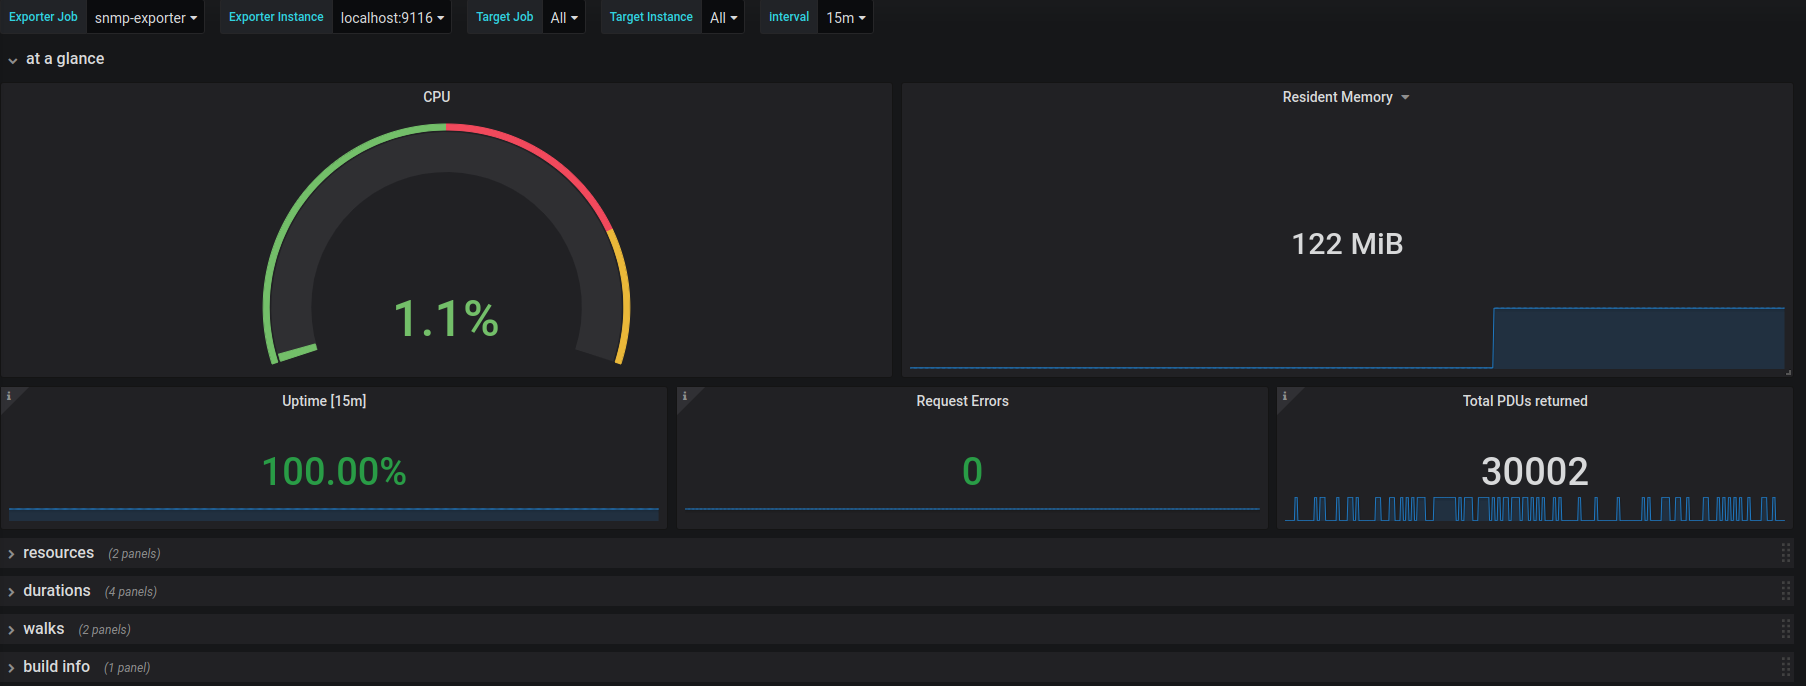 Exporter Job snmp-exporter Exporter Instance localhost:9116 Target Job All Target Instance All Interval 15m
at a glance
CPU
1.1%
Resident Memory
122 MiB
i Uptime [15m]
100.00%
i Request Errors
0
i Total PDUs returned
30002
resources (2 panels)
durations (4 panels)
walks (2 panels)
build info (1 panel)